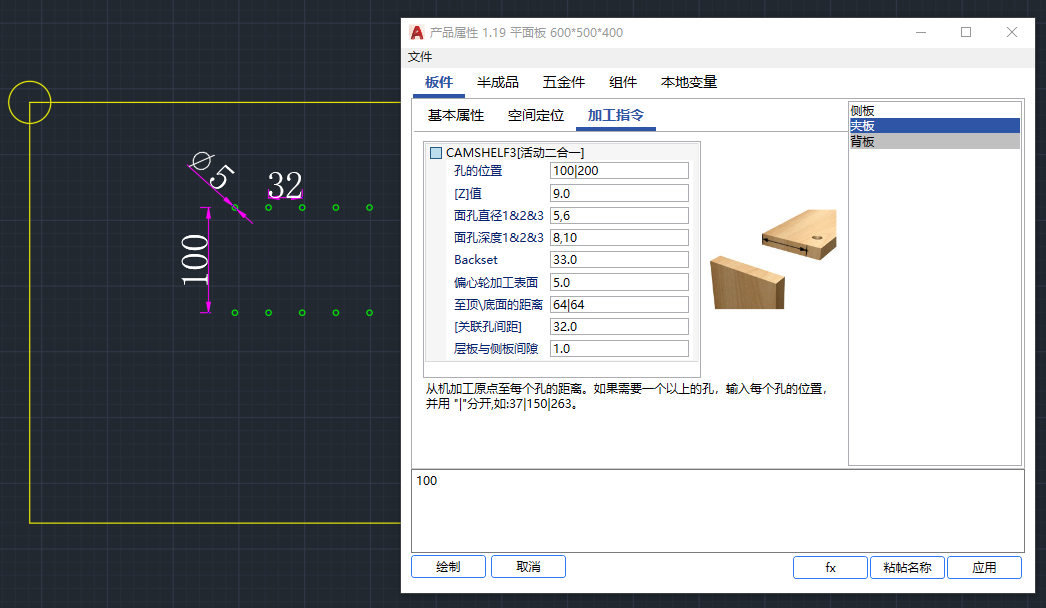 产品属性 1.19 平面板 600*500*400
文件
板件 半成品 五金件 组件 本地变量
基本属性 空间定位 加工指令
CAMSHELF3[活动二合一]
孔的位置 100|200
[Z]值 9.0
面孔直径1&2&3 5,6
面孔深度1&2&3 8,10
Backset 33.0
偏心轮加工表面 5.0
至顶\底面的距离 64|64
[关联孔间距] 32.0
层板与侧板间隙 1.0
从机加工原点至每个孔的距离。如果需要一个以上的孔，输入每个孔的位置，
并用 "|"分开,如:37|150|263。
侧板
夹板
背板
100
绘制 取消 fx 粘帖名称 应用
∅5
32
100